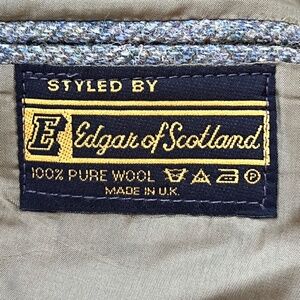 STYLED BY
E Edgar of Scotland
100% PURE WOOL P
MADE IN U.K.